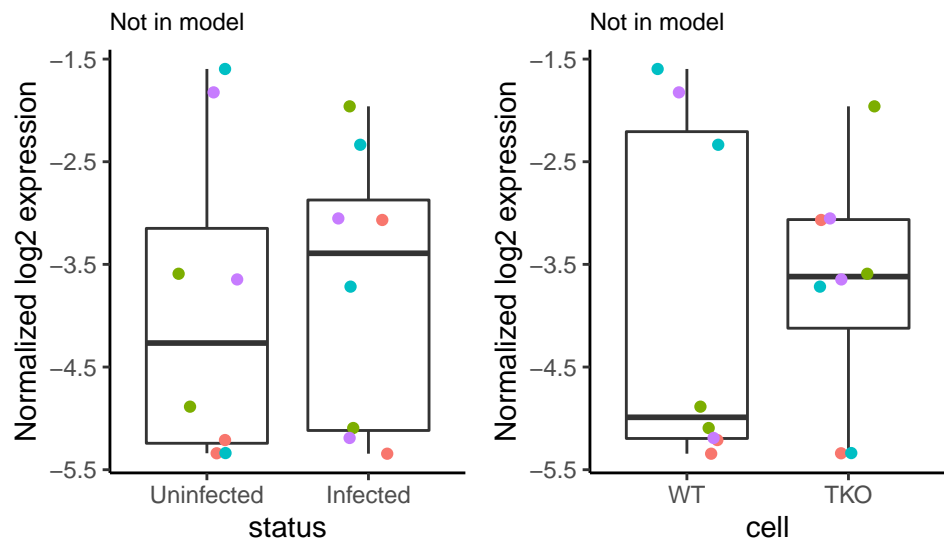 Not in model
Normalized log2 expression
−1.5
−2.5
−3.5
−4.5
−5.5
Uninfected
Infected
status
Not in model
Normalized log2 expression
−1.5
−2.5
−3.5
−4.5
−5.5
WT
TKO
cell